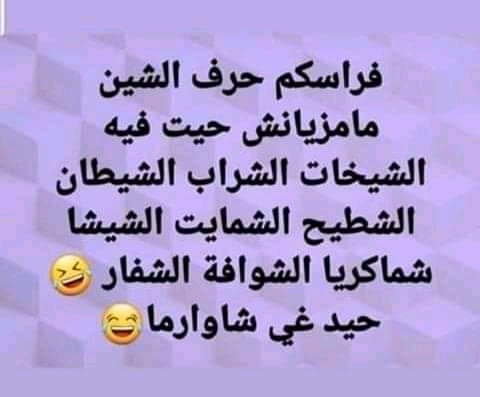 فراسكم حرف الشين
مامزيانش حيت فيه
الشيخات الشراب الشيطان
الشطيح الشمايت الشيشا
شماكريا الشوافة الشفار 🤣
حيد غي شاوارما😂